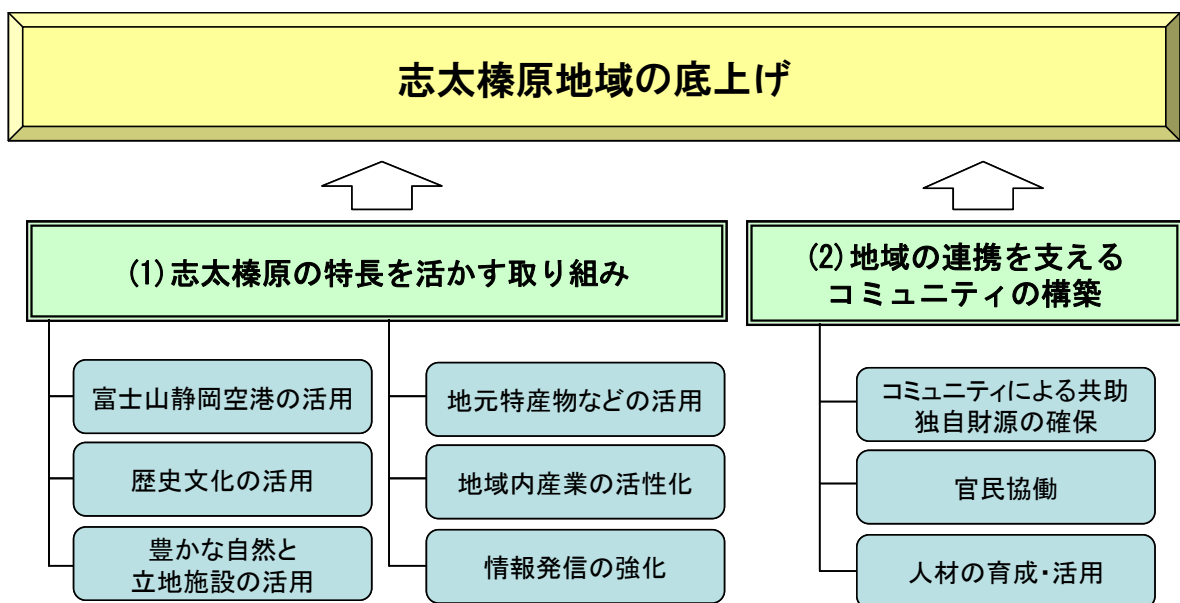 志太榛原地域の底上げ
(1)志太榛原の特長を活かす取り組み
富士山静岡空港の活用
歴史文化の活用
豊かな自然と
立地施設の活用
地元特産物などの活用
地域内産業の活性化
情報発信の強化
(2)地域の連携を支える
コミュニティの構築
コミュニティによる共助
独自財源の確保
官民協働
人材の育成・活用